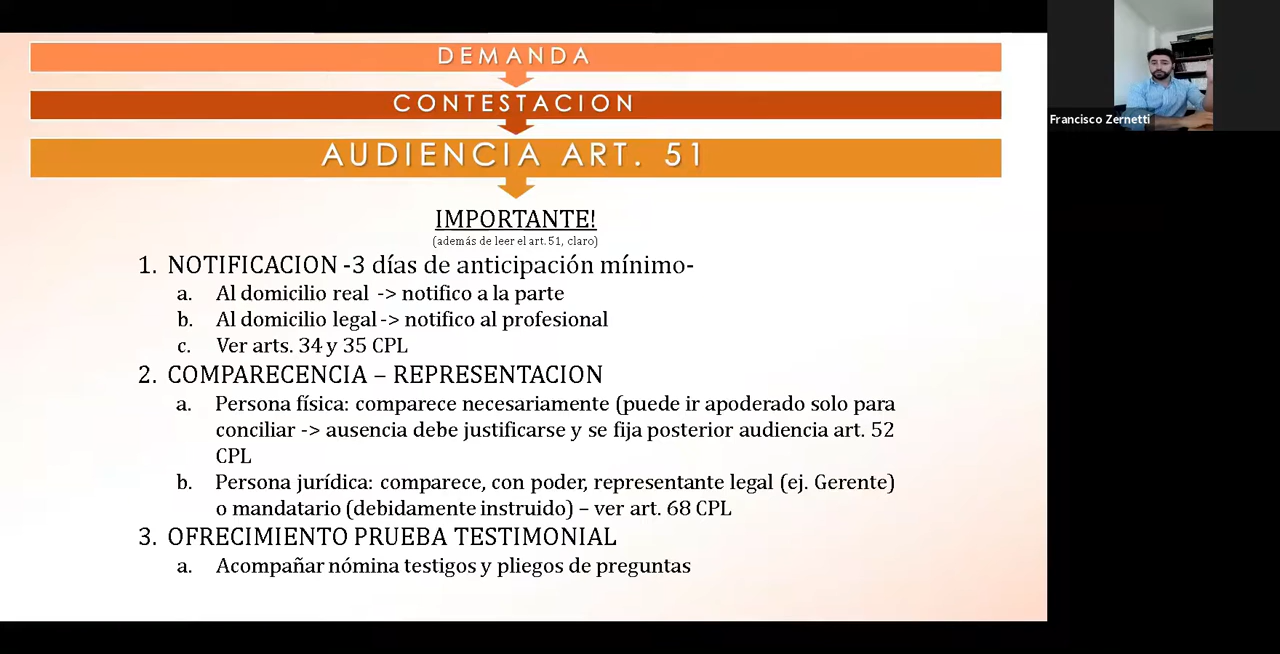 DEMANDA
CONTESTACION
AUDIENCIA ART. 51
Francisco Zernetti
IMPORTANTE!
(además de leer el art. 51, claro)
1. NOTIFICACION -3 días de anticipación mínimo-
a. Al domicilio real -> notifico a la parte
b. Al domicilio legal -> notifico al profesional
c. Ver arts. 34 y 35 CPL
2. COMPARECENCIA – REPRESENTACION
a. Persona física: comparece necesariamente (puede ir apoderado solo para
conciliar -> ausencia debe justificarse y se fija posterior audiencia art. 52
CPL
b. Persona jurídica: comparece, con poder, representante legal (ej. Gerente)
o mandatario (debidamente instruido) – ver art. 68 CPL
3. OFRECIMIENTO PRUEBA TESTIMONIAL
a. Acompañar nómina testigos y pliegos de preguntas